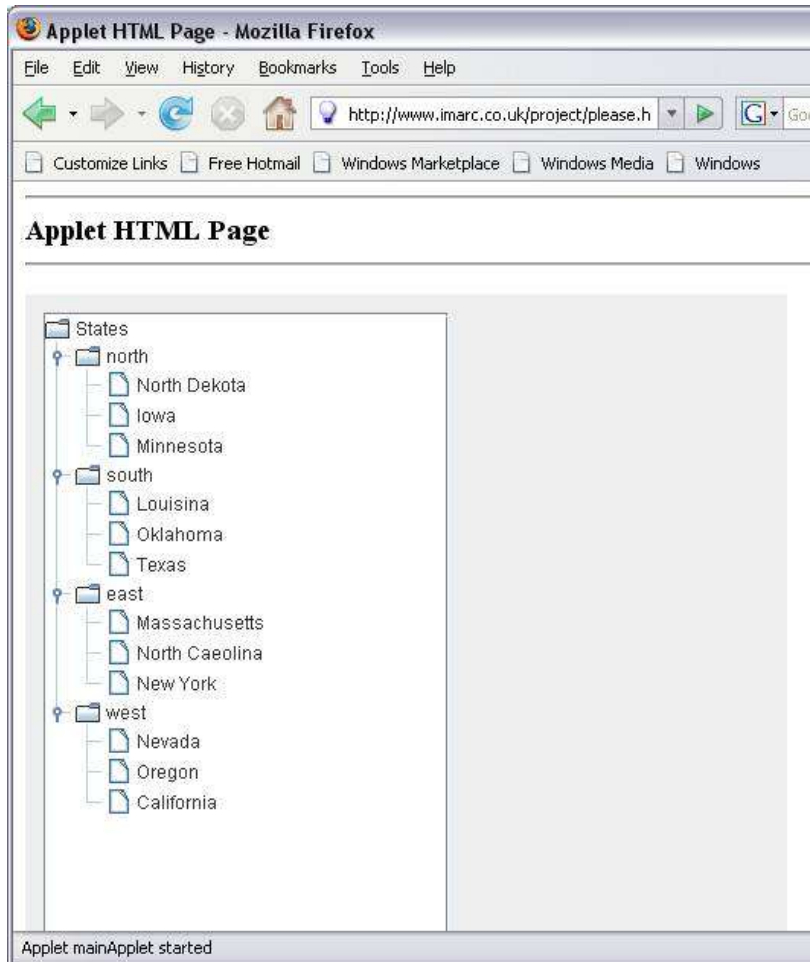 Applet HTML Page - Mozilla Firefox
File Edit View History Bookmarks Tools Help
http://www.imarc.co.uk/project/please.h G Goo
Customize Links Free Hotmail Windows Marketplace Windows Media Windows
Applet HTML Page
States
north
North Dekota
Iowa
Minnesota
south
Louisina
Oklahoma
Texas
east
Massachusetts
North Caeolina
New York
west
Nevada
Oregon
California
Applet mainApplet started